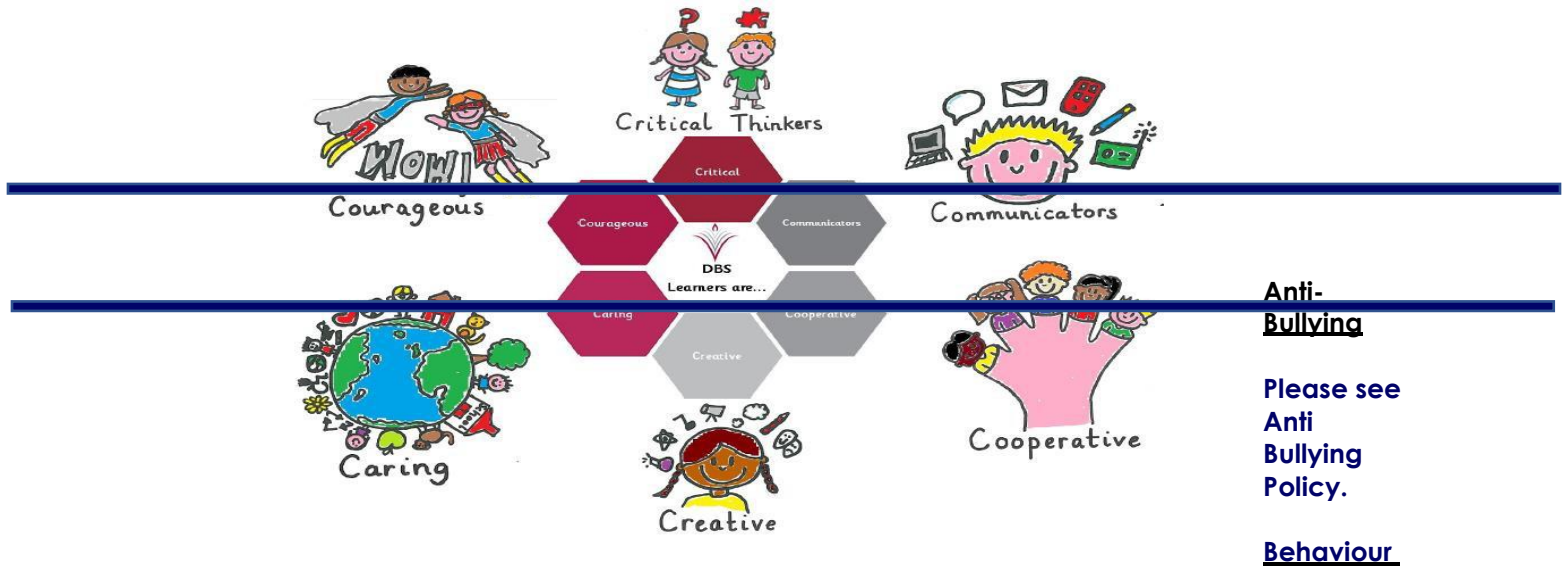 Critical Thinkers
WOW!
Courageous
Communicators
Critical
Courageous
Communicators
DBS
Learners are...
Caring
Cooperative
Creative
Caring
Cooperative
Creative
Anti-
Bullying
Please see
Anti
Bullying
Policy.
Behaviour